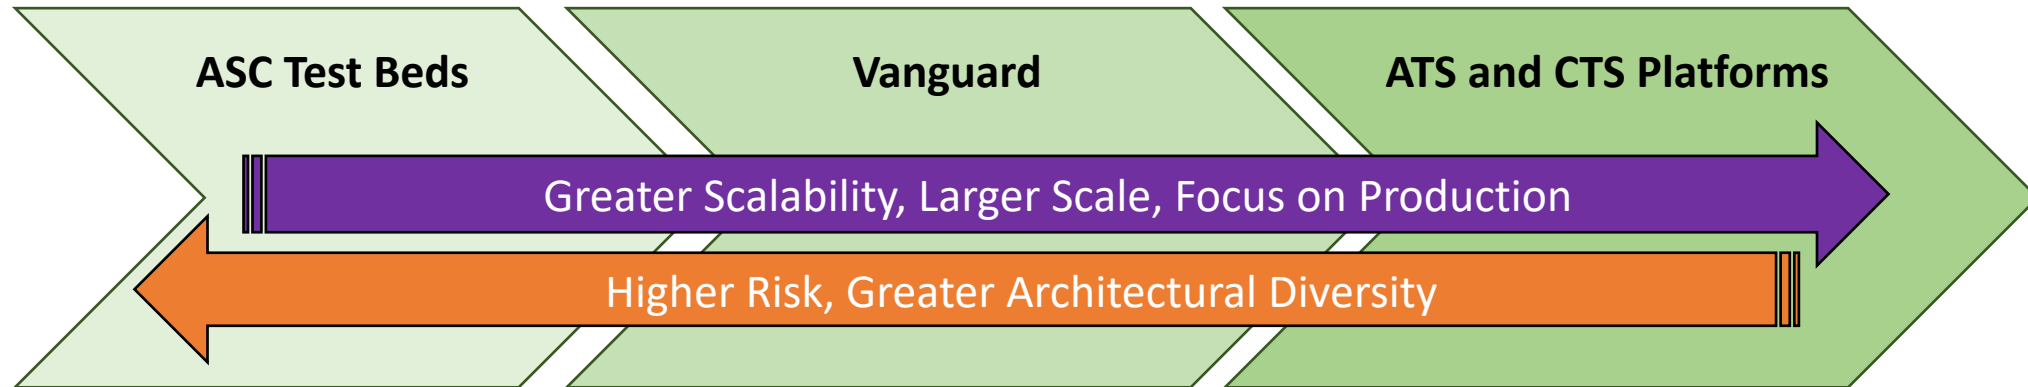 ASC Test Beds
Vanguard
ATS and CTS Platforms
Greater Scalability, Larger Scale, Focus on Production
Higher Risk, Greater Architectural Diversity